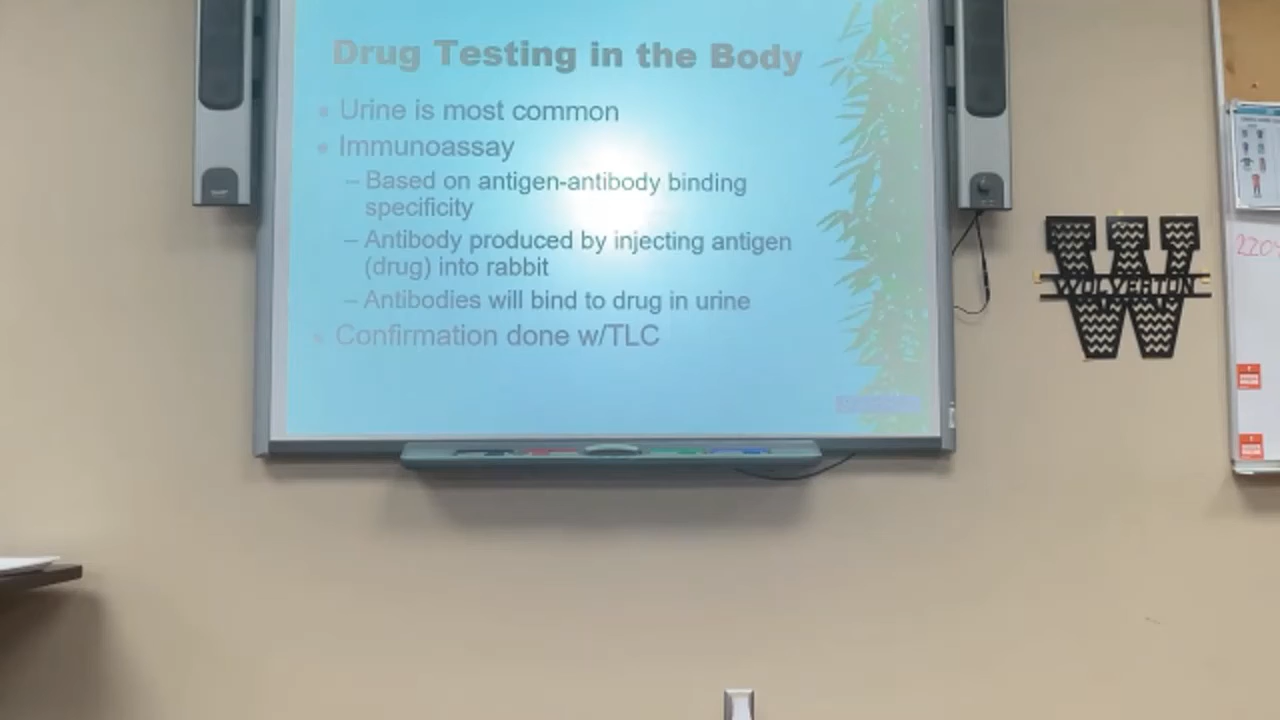 Drug Testing in the Body
• Urine is most common
• Immunoassay
– Based on antigen-antibody binding
specificity
– Antibody produced by injecting antigen
(drug) into rabbit
– Antibodies will bind to drug in urine
• Confirmation done w/TLC
WOLVERTON
220